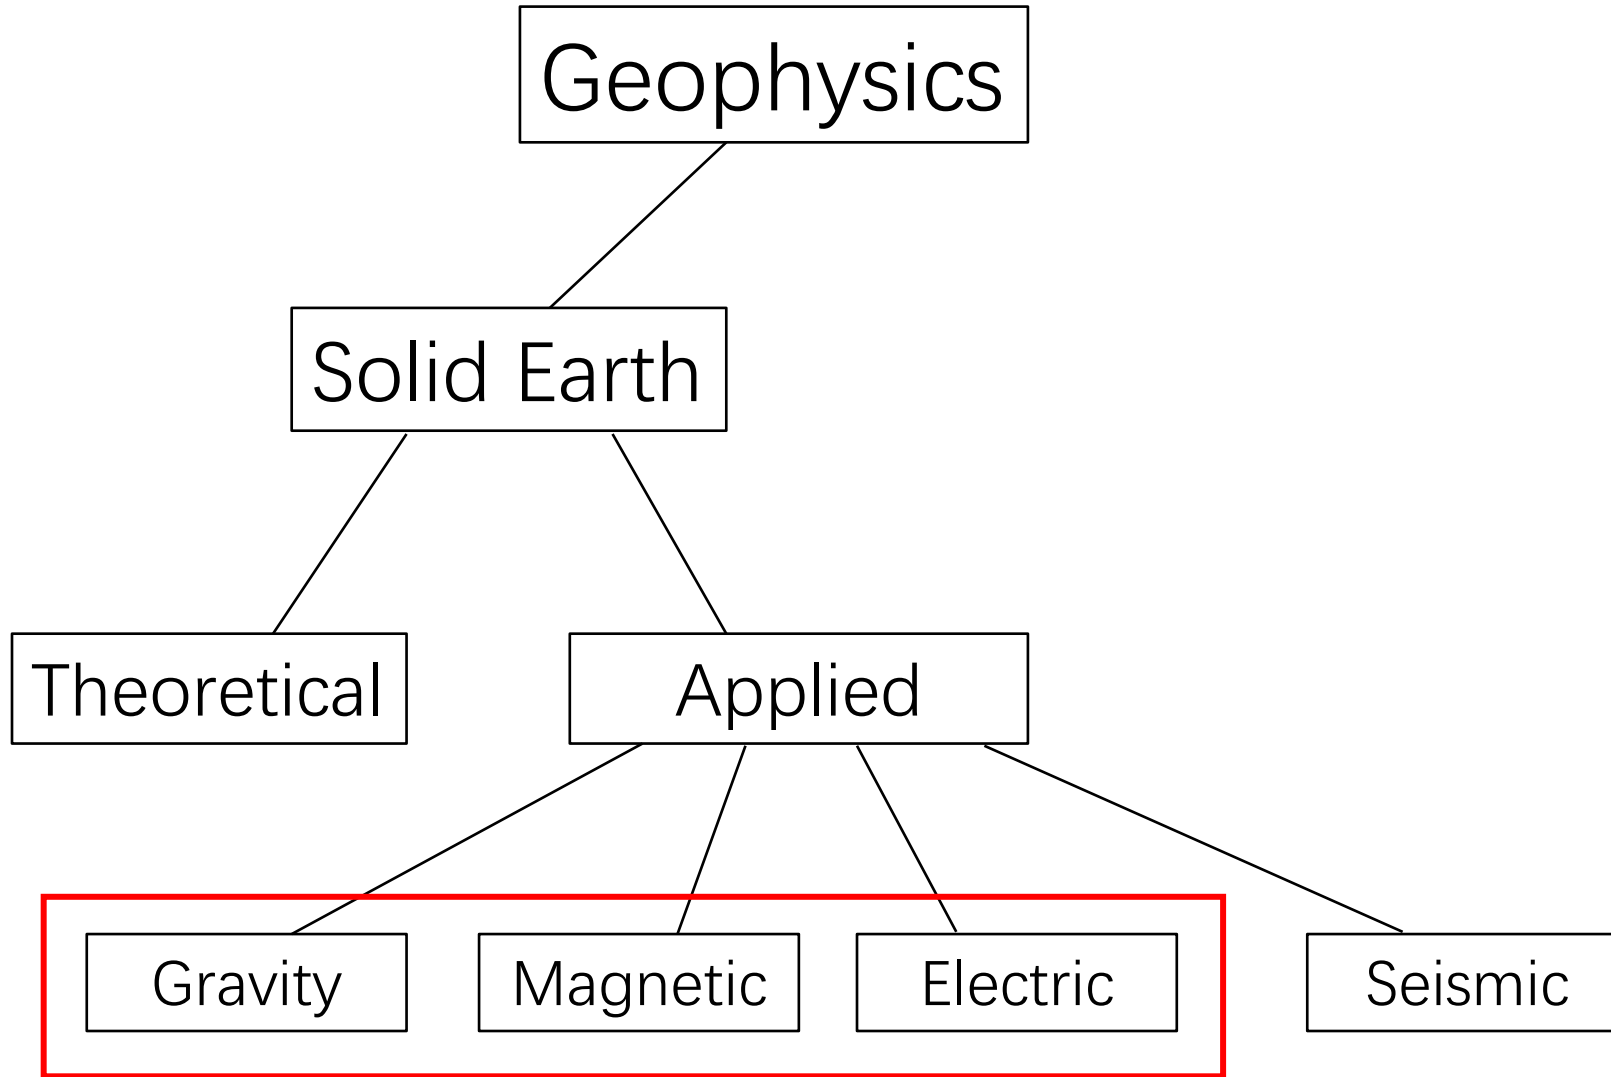 Geophysics
Solid Earth
Theoretical
Applied
Gravity
Magnetic
Electric
Seismic